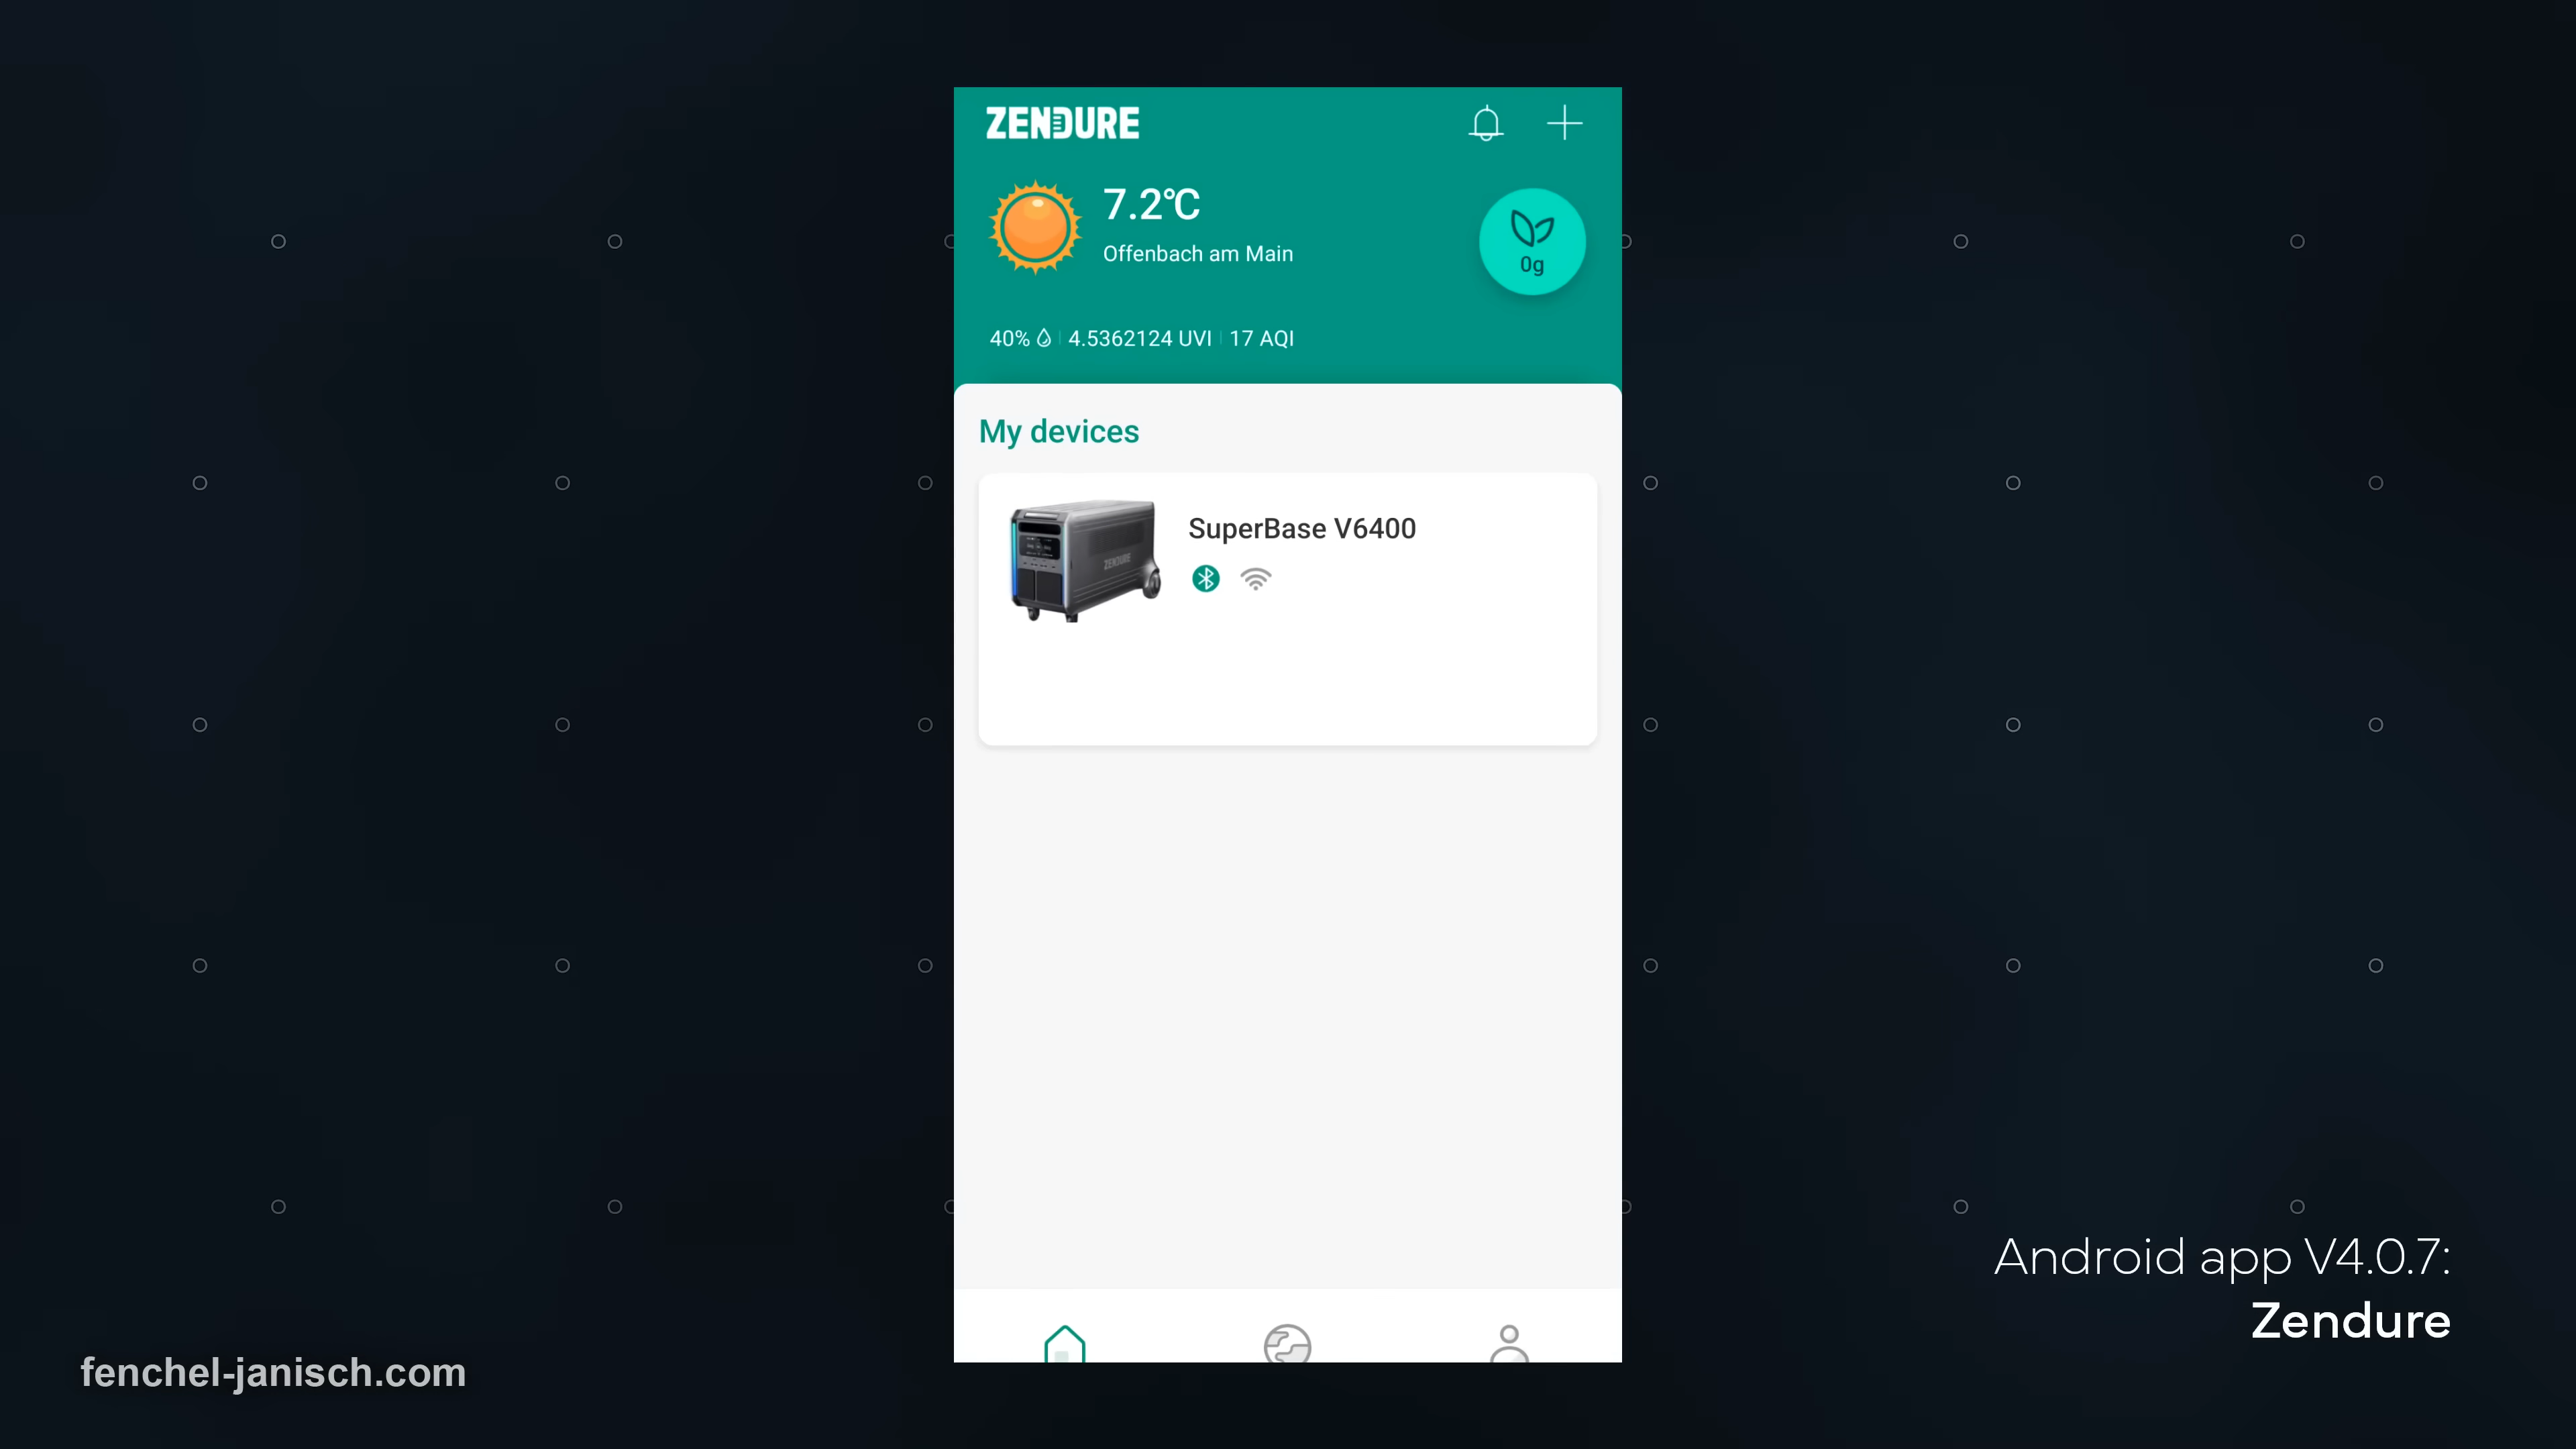 ZENDURE
7.2°C
Offenbach am Main
0g
40% | 4.5362124 UVI | 17 AQI
My devices
SuperBase V6400
ZENDURE
Android app V4.0.7:
Zendure
fenchel-janisch.com